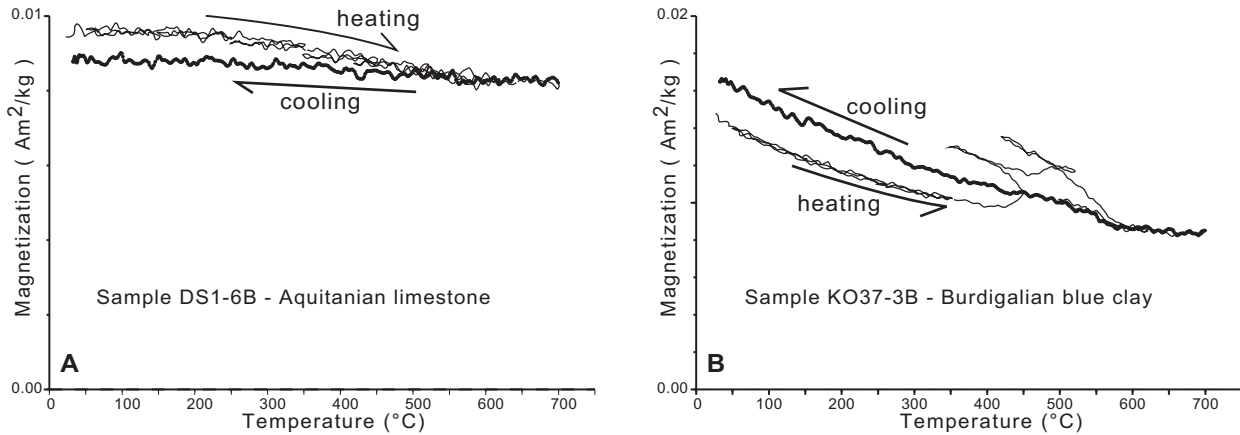 0.01
heating
cooling
Magnetization ( Am2/kg)
Sample DS1-6B - Aquitanian limestone
A
0.00
100 200 300 400 500 600 700
Temperature (°C)
0.02
cooling
heating
Magnetization ( Am2/kg)
Sample KO37-3B - Burdigalian blue clay
B
0.00
100 200 300 400 500 600 700
Temperature (°C)